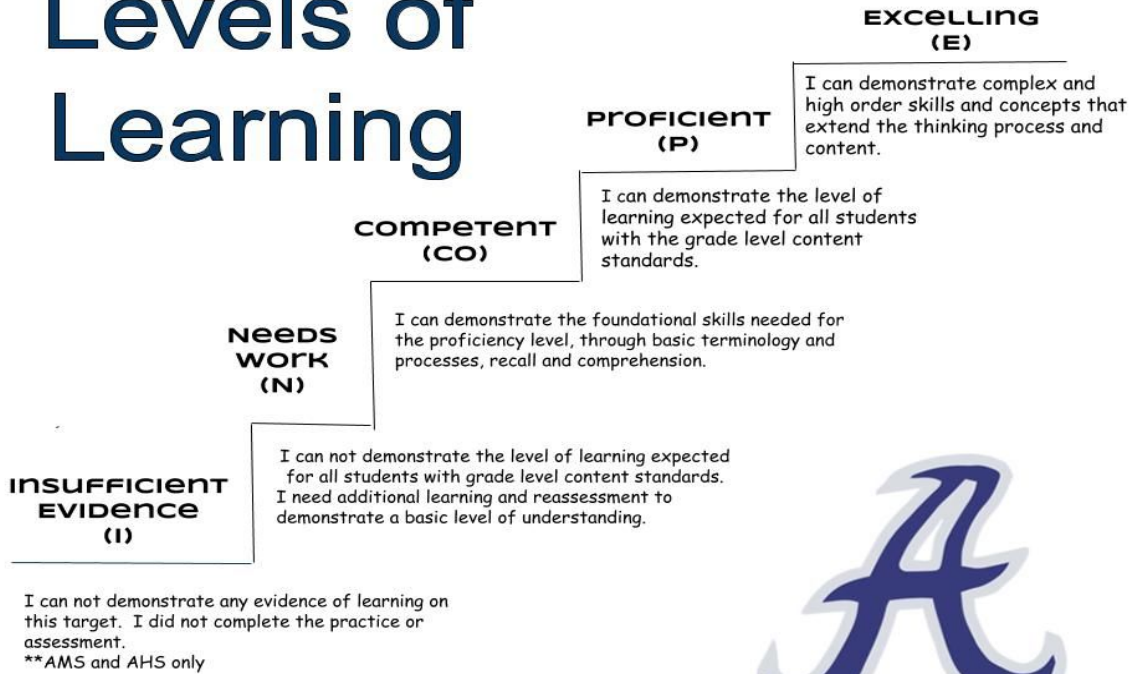 Levels of
Learning
EXCELLING
(E)
I can demonstrate complex and
high order skills and concepts that
extend the thinking process and
content.
PROFICIENT
(P)
I can demonstrate the level of
learning expected for all students
with the grade level content
standards.
COMPETENT
(CO)
I can demonstrate the foundational skills needed for
the proficiency level, through basic terminology and
processes, recall and comprehension.
NEEDS
WORK
(N)
I can not demonstrate the level of learning expected
for all students with grade level content standards.
I need additional learning and reassessment to
demonstrate a basic level of understanding.
INSUFFICIENT
EVIDENCE
(I)
I can not demonstrate any evidence of learning on
this target. I did not complete the practice or
assessment.
**AMS and AHS only
A